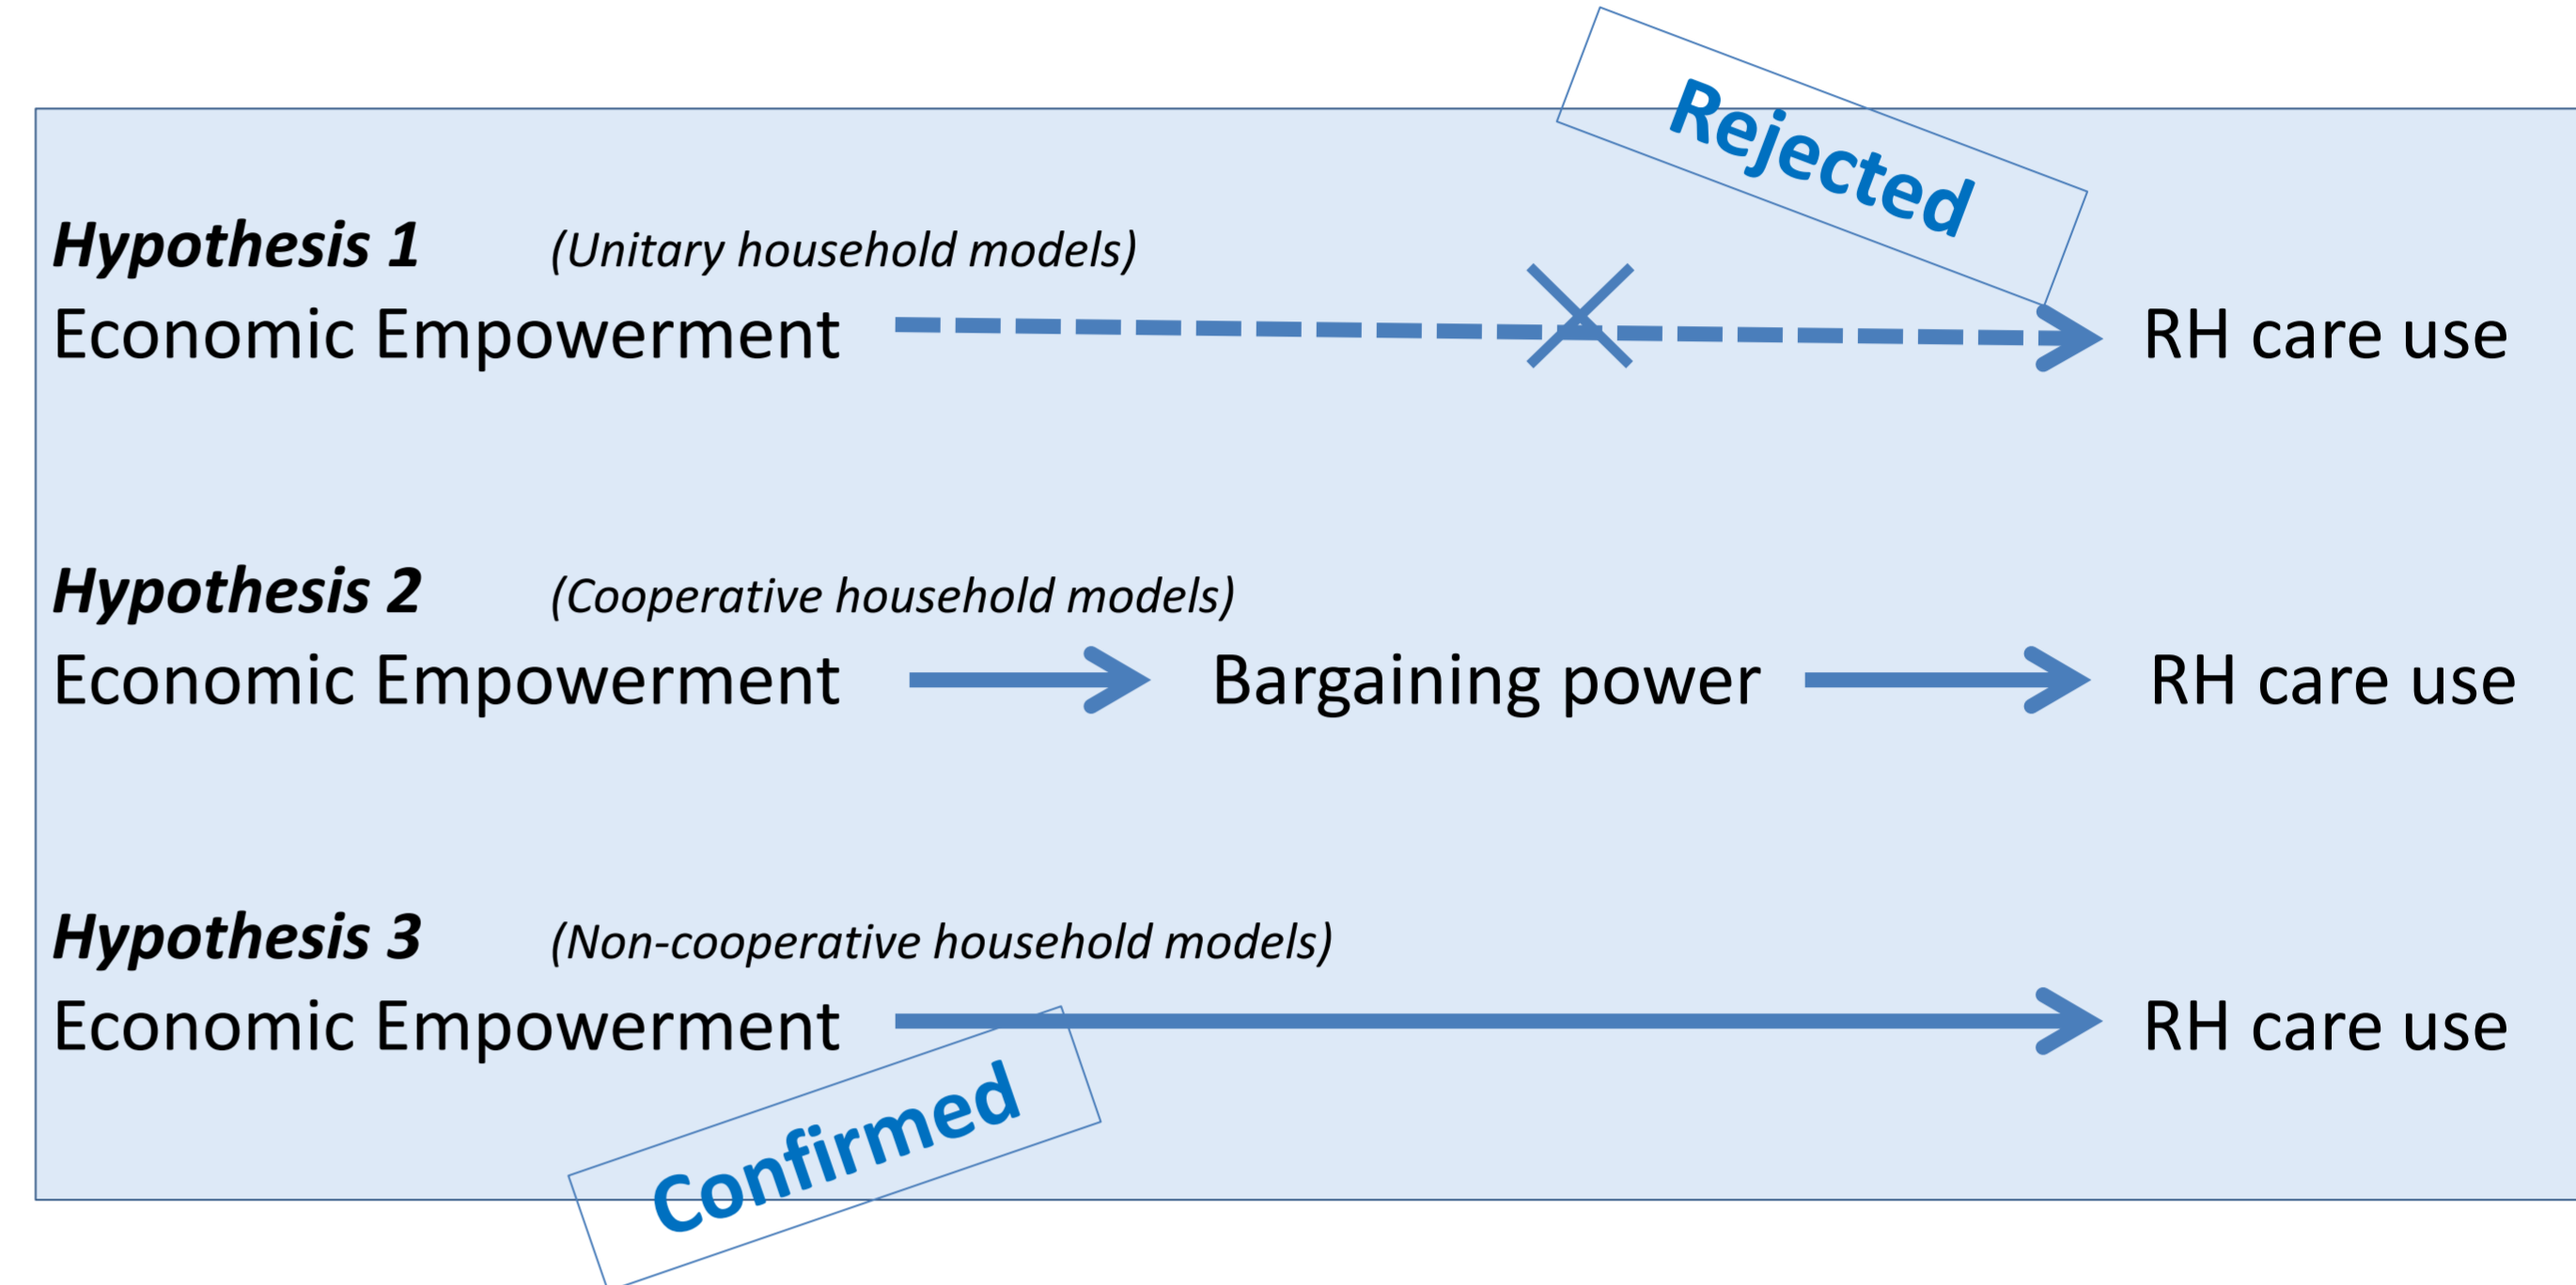 Rejected
Hypothesis 1 (Unitary household models)
Economic Empowerment RH care use
Hypothesis 2 (Cooperative household models)
Economic Empowerment Bargaining power RH care use
Hypothesis 3 (Non-cooperative household models)
Economic Empowerment RH care use
Confirmed